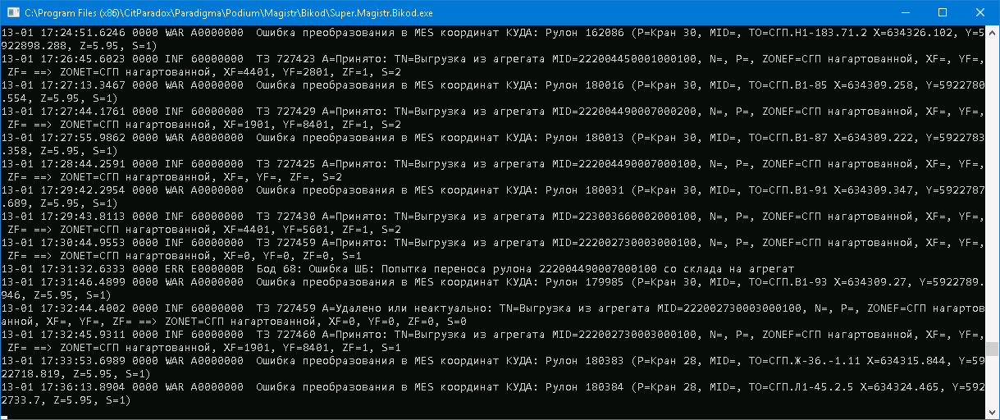 C:\Program Files (x86)\CitParadox\Paradigma\Podium\Magistr\Bikod\Super.Magistr.Bikod.exe
13-01 17:24:51.6246 0000 WAR A0000000  Ошибка преобразования в MES координат КУДА: Рулон 162086 (P=Кран 30, MID=, TO=СГП.Н1-183.71.2 X=634326.102, Y=5
922898.288, Z=5.95, S=1)
13-01 17:26:45.6023 0000 INF 60000000  ТЗ 727423 A=Принято: TN=Выгрузка из агрегата MID=222004450001000100, N=, P=, ZONEF=СГП нагартованной, XF=, YF=,
 ZF= ==> ZONET=СГП нагартованной, XF=4401, YF=2801, ZF=1, S=2
13-01 17:27:13.3467 0000 WAR A0000000  Ошибка преобразования в MES координат КУДА: Рулон 180016 (P=Кран 30, MID=, TO=СГП.В1-85 X=634309.258, Y=5922780
.554, Z=5.95, S=1)
13-01 17:27:44.1761 0000 INF 60000000  ТЗ 727429 A=Принято: TN=Выгрузка из агрегата MID=222004490007000200, N=, P=, ZONEF=СГП нагартованной, XF=, YF=,
 ZF= ==> ZONET=СГП нагартованной, XF=1901, YF=8401, ZF=1, S=2
13-01 17:27:55.9862 0000 WAR A0000000  Ошибка преобразования в MES координат КУДА: Рулон 180013 (P=Кран 30, MID=, TO=СГП.В1-87 X=634309.222, Y=5922783
.358, Z=5.95, S=1)
13-01 17:28:44.2591 0000 INF 60000000  ТЗ 727425 A=Принято: TN=Выгрузка из агрегата MID=222004490007000100, N=, P=, ZONEF=СГП нагартованной, XF=, YF=,
 ZF= ==> ZONET=СГП нагартованной, XF=, YF=, ZF=, S=2
13-01 17:29:42.2954 0000 WAR A0000000  Ошибка преобразования в MES координат КУДА: Рулон 180031 (P=Кран 30, MID=, TO=СГП.В1-91 X=634309.347, Y=5922787
.689, Z=5.95, S=1)
13-01 17:29:43.8113 0000 INF 60000000  ТЗ 727430 A=Принято: TN=Выгрузка из агрегата MID=223003660002000100, N=, P=, ZONEF=СГП нагартованной, XF=, YF=,
 ZF= ==> ZONET=СГП нагартованной, XF=4401, YF=5601, ZF=1, S=2
13-01 17:30:44.9553 0000 INF 60000000  ТЗ 727459 A=Принято: TN=Выгрузка из агрегата MID=222002730003000100, N=, P=, ZONEF=СГП нагартованной, XF=, YF=,
 ZF= ==> ZONET=СГП нагартованной, XF=0, YF=0, ZF=0, S=1
13-01 17:31:32.6333 0000 ERR E000000B  Бод 68: Ошибка ШБ: Попытка переноса рулона 222004490007000100 со склада на агрегат
13-01 17:31:46.4899 0000 WAR A0000000  Ошибка преобразования в MES координат КУДА: Рулон 179985 (P=Кран 30, MID=, TO=СГП.В1-93 X=634309.27, Y=5922789.
946, Z=5.95, S=1)
13-01 17:32:44.4002 0000 INF 60000000  ТЗ 727459 A=Удалено или неактуально: TN=Выгрузка из агрегата MID=222002730003000100, N=, P=, ZONEF=СГП нагартов
анной, XF=, YF=, ZF= ==> ZONET=СГП нагартованной, XF=0, YF=0, ZF=0, S=0
13-01 17:32:45.9311 0000 INF 60000000  ТЗ 727460 A=Принято: TN=Выгрузка из агрегата MID=222002730003000100, N=, P=, ZONEF=СГП нагартованной, XF=, YF=,
 ZF= ==> ZONET=СГП нагартованной, XF=1901, YF=8401, ZF=1, S=1
13-01 17:33:53.6989 0000 WAR A0000000  Ошибка преобразования в MES координат КУДА: Рулон 180383 (P=Кран 28, MID=, TO=СГП.Ж-36.-1.11 X=634315.844, Y=59
22718.819, Z=5.95, S=1)
13-01 17:36:13.8904 0000 WAR A0000000  Ошибка преобразования в MES координат КУДА: Рулон 180384 (P=Кран 28, MID=, TO=СГП.Л1-45.2.5 X=634324.465, Y=592
2733.7, Z=5.95, S=1)